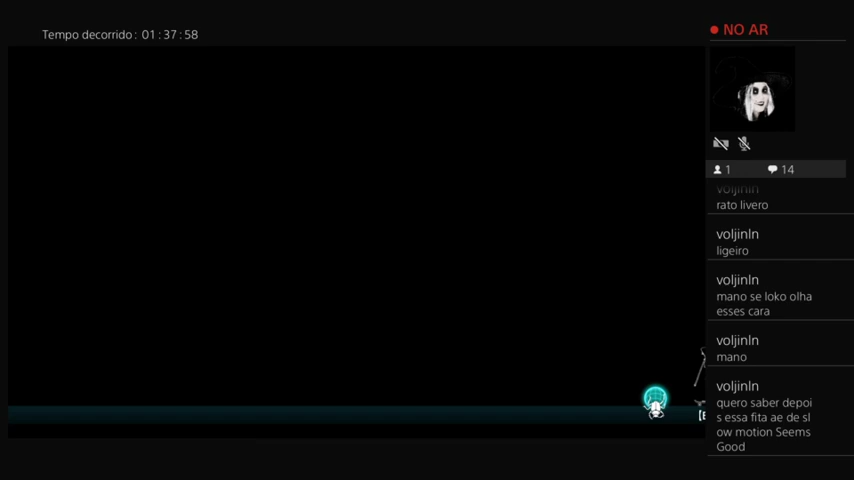 Tempo decorrido: 01:37:58
NO AR
1
14
voljinln
rato livero
voljinln
ligeiro
voljinln
mano se loko olha
esses cara
voljinln
mano
voljinln
quero saber depoi
s essa fita ae de sl
ow motion Seems
Good